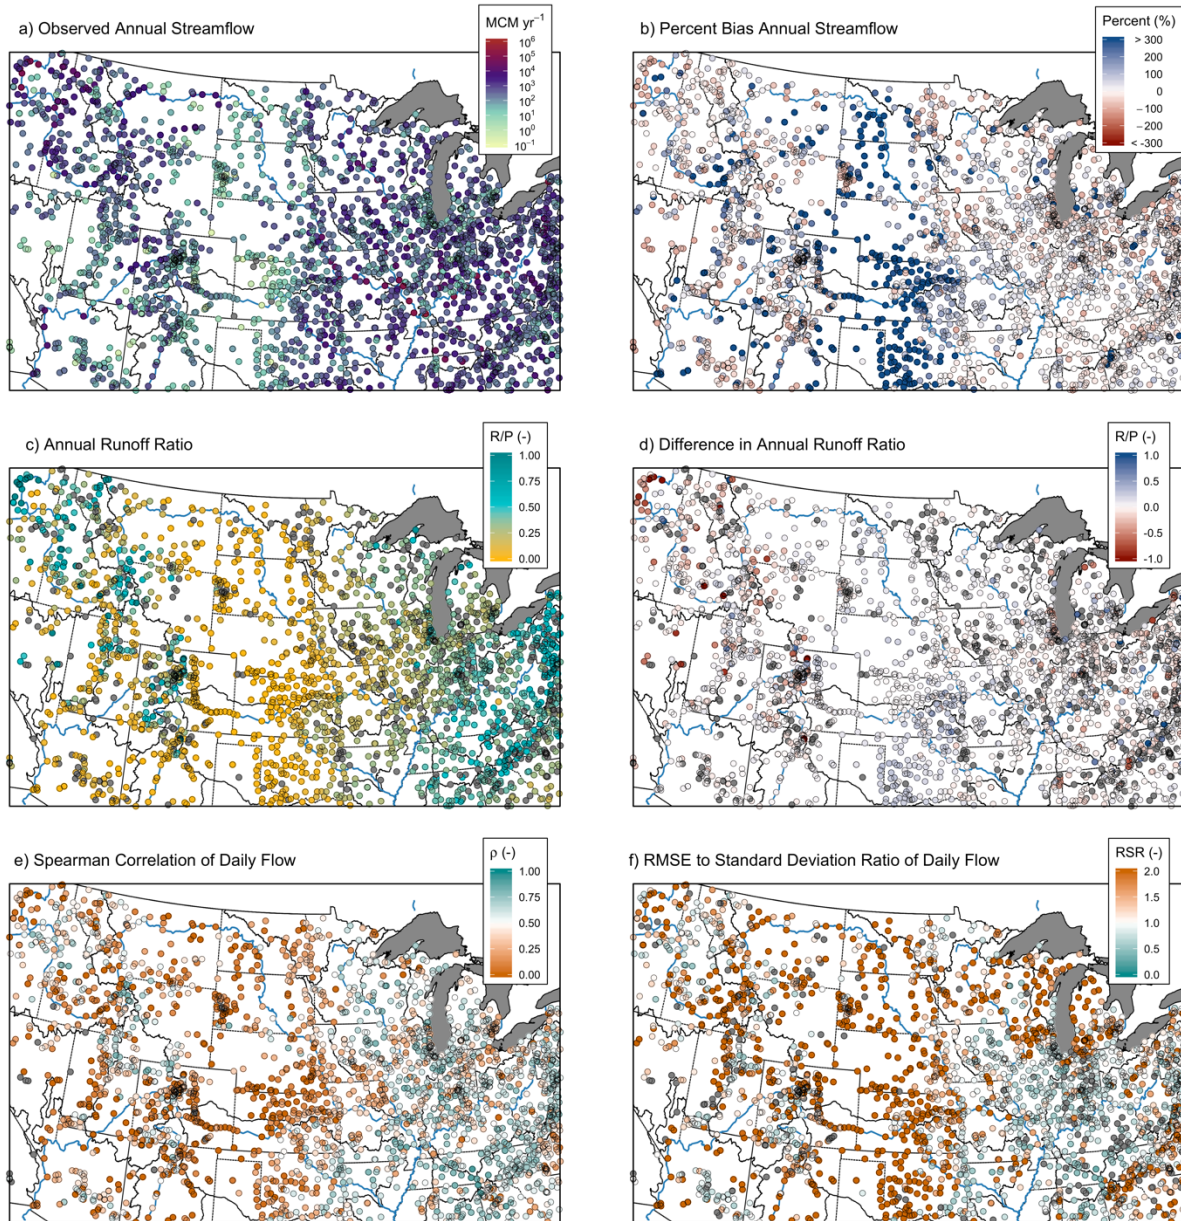 a) Observed Annual Streamflow
MCM yr⁻¹
10⁶
10⁵
10⁴
10³
10²
10¹
10⁰
10⁻¹
b) Percent Bias Annual Streamflow
Percent (%)
> 300
200
100
0
− 100
− 200
< -300
c) Annual Runoff Ratio
R/P (-)
1.00
0.75
0.50
0.25
0.00
d) Difference in Annual Runoff Ratio
R/P (-)
1.0
0.5
0.0
-0.5
-1.0
e) Spearman Correlation of Daily Flow
ρ (-)
1.00
0.75
0.50
0.25
0.00
f) RMSE to Standard Deviation Ratio of Daily Flow
RSR (-)
2.0
1.5
1.0
0.5
0.0